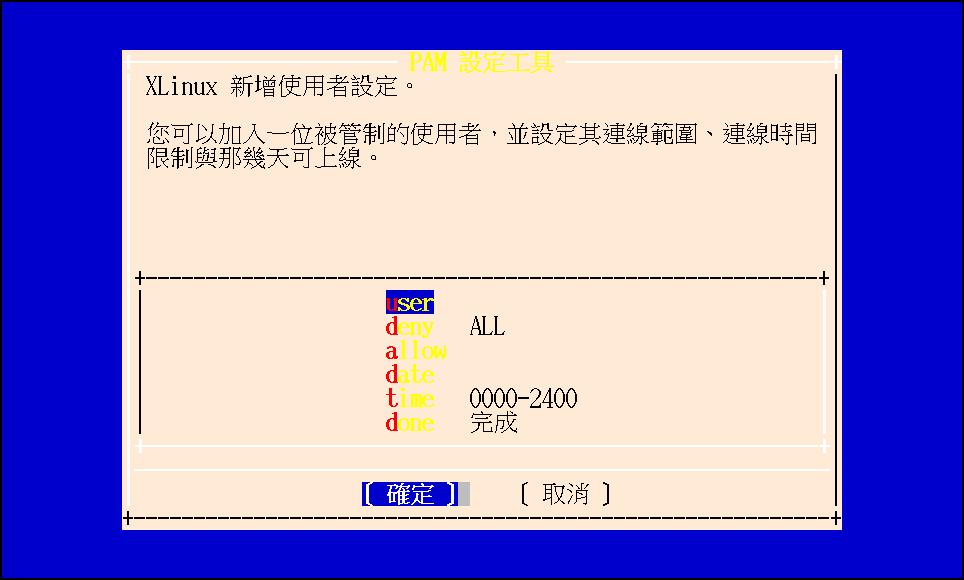 PAM 設定工具
XLinux 新增使用者設定。
您可以加入一位被管制的使用者，並設定其連線範圍、連線時間
限制與那幾天可上線。
user
deny ALL
allow
date
time 0000-2400
done 完成
[ 確定 ] [ 取消 ]